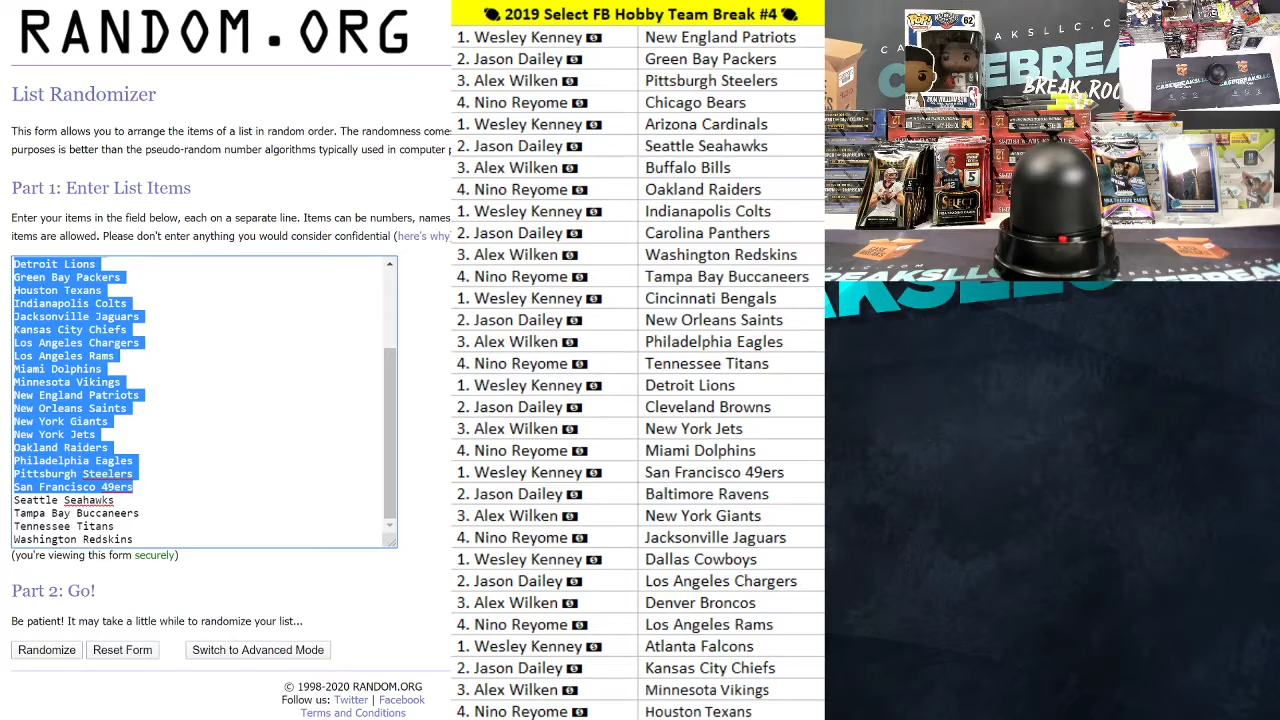 RANDOM.ORG
List Randomizer
This form allows you to arrange the items of a list in random order. The randomness come
purposes is better than the pseudo-random number algorithms typically used in computer p
Part 1: Enter List Items
Enter your items in the field below, each on a separate line. Items can be numbers, name
items are allowed. Please don't enter anything you would consider confidential (here's why
Detroit Lions
Green Bay Packers
Houston Texans
Indianapolis Colts
Jacksonville Jaguars
Kansas City Chiefs
Los Angeles Chargers
Los Angeles Rams
Miami Dolphins
Minnesota Vikings
New England Patriots
New Orleans Saints
New York Giants
New York Jets
Oakland Raiders
Philadelphia Eagles
Pittsburgh Steelers
San Francisco 49ers
Seattle Seahawks
Tampa Bay Buccaneers
Tennessee Titans
Washington Redskins
(you're viewing this form securely)
Part 2: Go!
Be patient! It may take a little while to randomize your list...
Randomize Reset Form Switch to Advanced Mode
© 1998-2020 RANDOM.ORG
Follow us: Twitter | Facebook
Terms and Conditions
2019 Select FB Hobby Team Break #4
1. Wesley Kenney New England Patriots
2. Jason Dailey Green Bay Packers
3. Alex Wilken Pittsburgh Steelers
4. Nino Reyome Chicago Bears
1. Wesley Kenney Arizona Cardinals
2. Jason Dailey Seattle Seahawks
3. Alex Wilken Buffalo Bills
4. Nino Reyome Oakland Raiders
1. Wesley Kenney Indianapolis Colts
2. Jason Dailey Carolina Panthers
3. Alex Wilken Washington Redskins
4. Nino Reyome Tampa Bay Buccaneers
1. Wesley Kenney Cincinnati Bengals
2. Jason Dailey New Orleans Saints
3. Alex Wilken Philadelphia Eagles
4. Nino Reyome Tennessee Titans
1. Wesley Kenney Detroit Lions
2. Jason Dailey Cleveland Browns
3. Alex Wilken New York Jets
4. Nino Reyome Miami Dolphins
1. Wesley Kenney San Francisco 49ers
2. Jason Dailey Baltimore Ravens
3. Alex Wilken New York Giants
4. Nino Reyome Jacksonville Jaguars
1. Wesley Kenney Dallas Cowboys
2. Jason Dailey Los Angeles Chargers
3. Alex Wilken Denver Broncos
4. Nino Reyome Los Angeles Rams
1. Wesley Kenney Atlanta Falcons
2. Jason Dailey Kansas City Chiefs
3. Alex Wilken Minnesota Vikings
4. Nino Reyome Houston Texans
POP!
62
BREAK ROO
SELECT